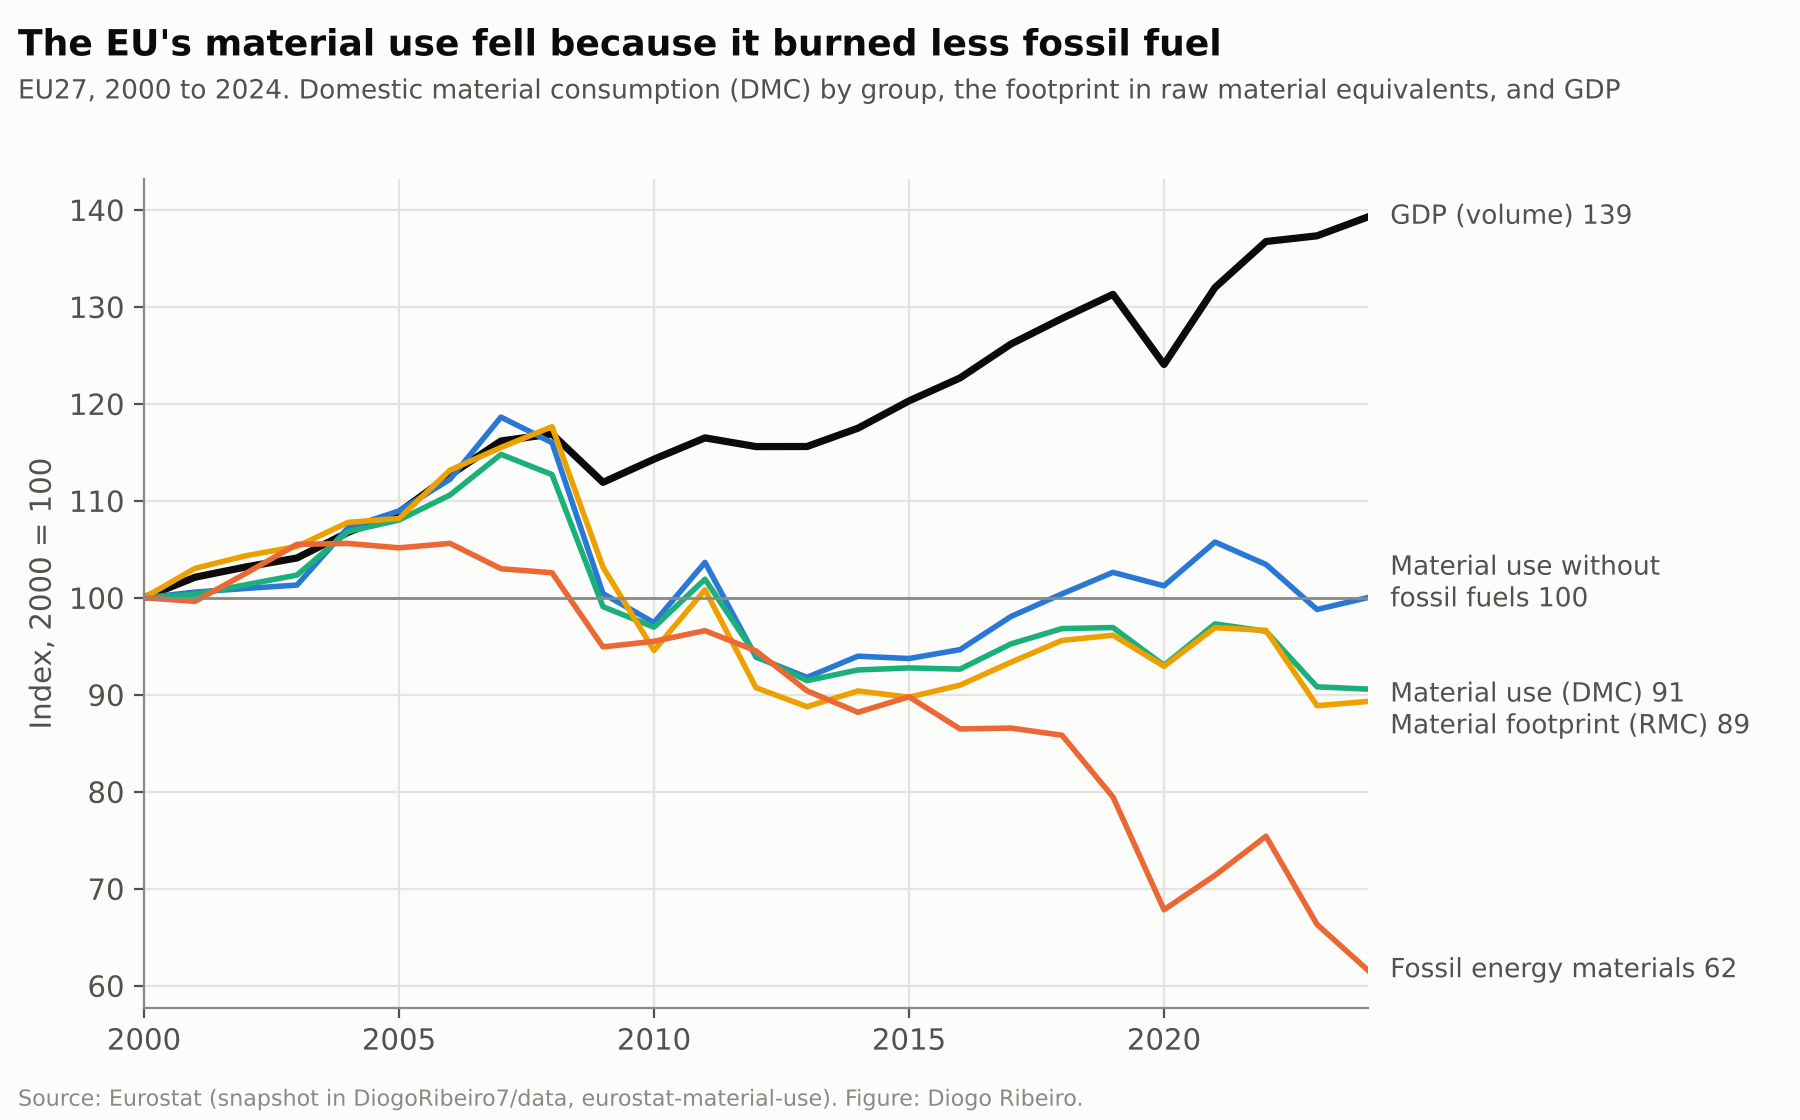 The EU's material use fell because it burned less fossil fuel
EU27, 2000 to 2024. Domestic material consumption (DMC) by group, the footprint in raw material equivalents, and GDP
Index, 2000 = 100
140
130
120
110
100
90
80
70
60
2000
2005
2010
2015
2020
GDP (volume) 139
Material use without
fossil fuels 100
Material use (DMC) 91
Material footprint (RMC) 89
Fossil energy materials 62
Source: Eurostat (snapshot in DiogoRibeiro7/data, eurostat-material-use). Figure: Diogo Ribeiro.